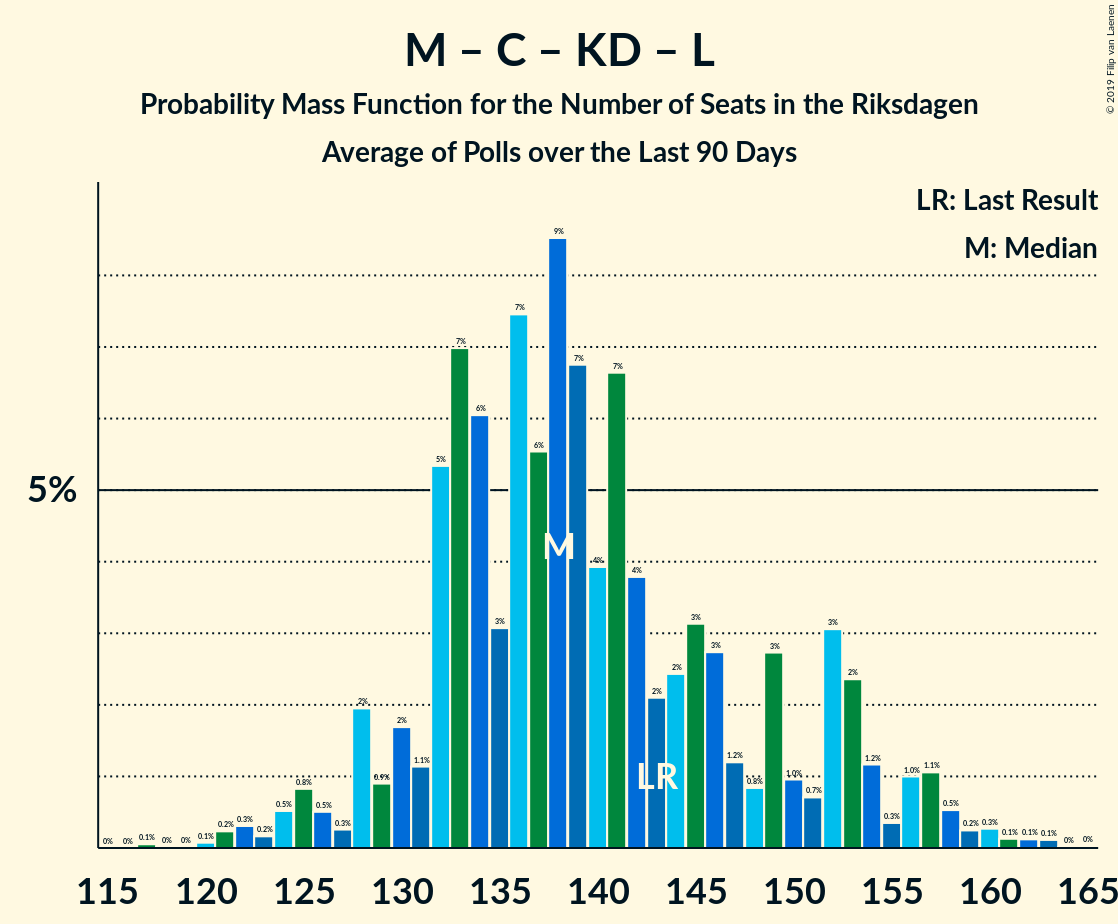 M – C – KD – L
Probability Mass Function for the Number of Seats in the Riksdagen
Average of Polls over the Last 90 Days
© 2019 Filip van Laenen
LR: Last Result
M: Median
5%
0% 0% 0.1% 0% 0% 0.1% 0.2% 0.3% 0.2% 0.5% 0.8% 0.5% 0.3% 2% 0.9% 2% 1.1% 5% 7% 6% 3% 7% 6% 9% 7% 4% 7% 4% 2% 2% 3% 3% 1.2% 0.8% 3% 1.0% 0.7% 3% 2% 1.2% 0.3% 1.0% 1.1% 0.5% 0.2% 0.3% 0.1% 0.1% 0.1% 0% 0%
M
LR
115 120 125 130 135 140 145 150 155 160 165